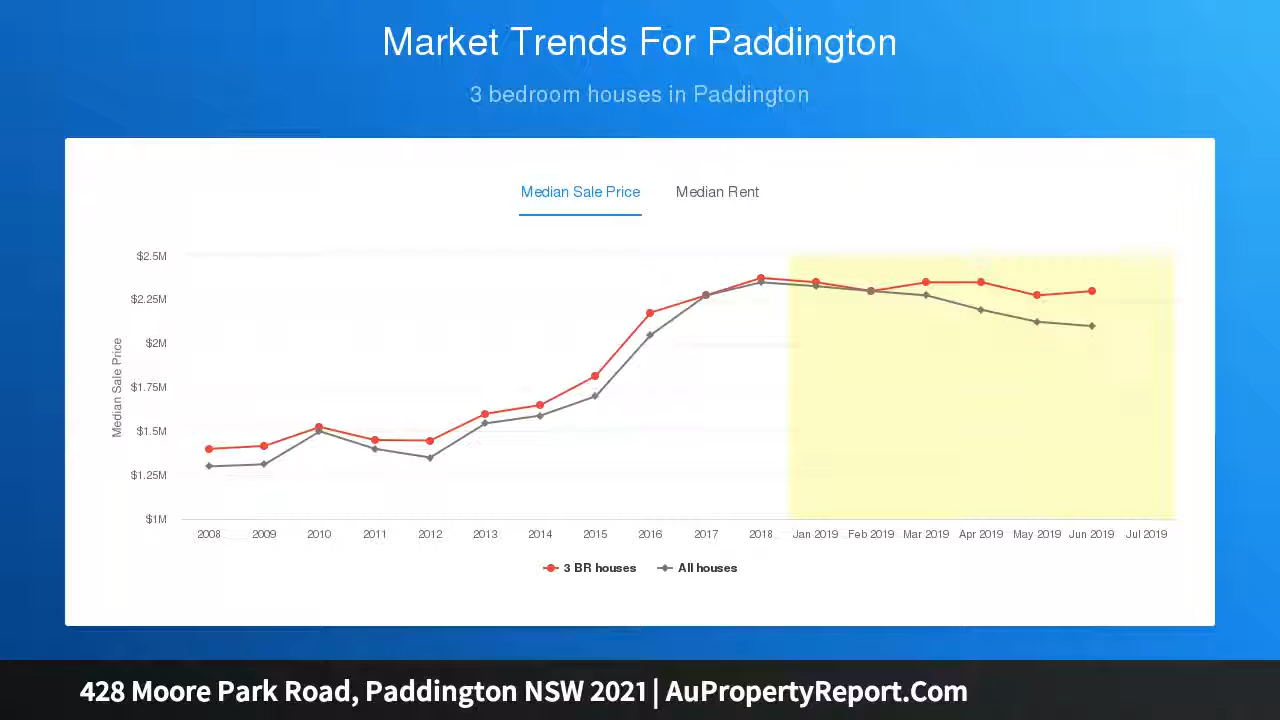 Market Trends For Paddington
3 bedroom houses in Paddington
Median Sale Price Median Rent
Median Sale Price
$2.5M
$2.25M
$2M
$1.75M
$1.5M
$1.25M
$1M
2008 2009 2010 2011 2012 2013 2014 2015 2016 2017 2018 Jan 2019 Feb 2019 Mar 2019 Apr 2019 May 2019 Jun 2019 Jul 2019
3 BR houses All houses
428 Moore Park Road, Paddington NSW 2021 | AuPropertyReport.Com